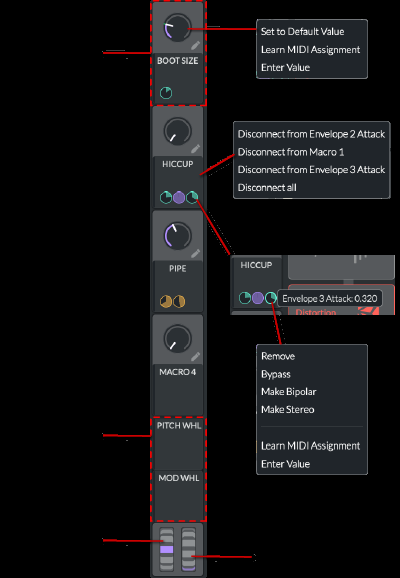 Set to Default Value
Learn MIDI Assignment
Enter Value
BOOT SIZE
Disconnect from Envelope 2 Attack
Disconnect from Macro 1
Disconnect from Envelope 3 Attack
Disconnect all
HICCUP
PIPE
HICCUP
Envelope 3 Attack: 0.320
Distortion
MACRO 4
Remove
Bypass
Make Bipolar
Make Stereo
Learn MIDI Assignment
Enter Value
PITCH WHL
MOD WHL